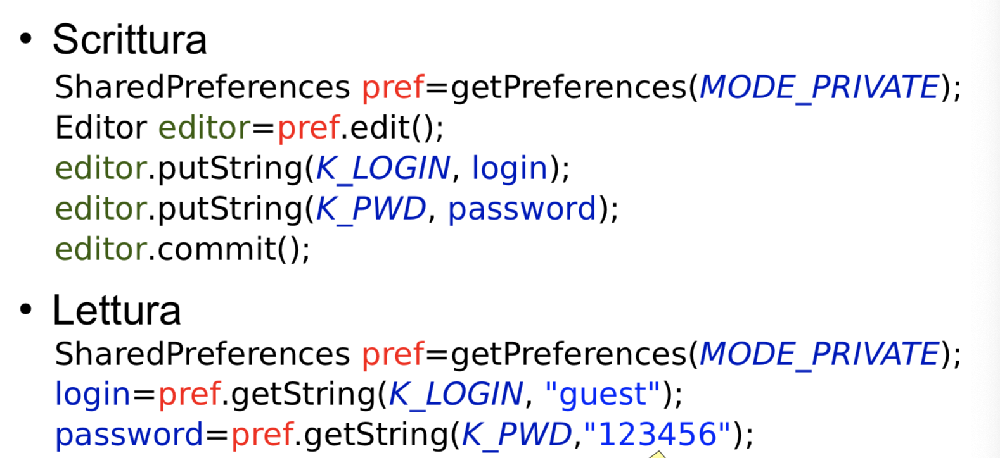 • Scrittura
SharedPreferences pref=getPreferences(MODE_PRIVATE);
Editor editor=pref.edit();
editor.putString(K_LOGIN, login);
editor.putString(K_PWD, password);
editor.commit();
• Lettura
SharedPreferences pref=getPreferences(MODE_PRIVATE);
login=pref.getString(K_LOGIN, "guest");
password=pref.getString(K_PWD,"123456");